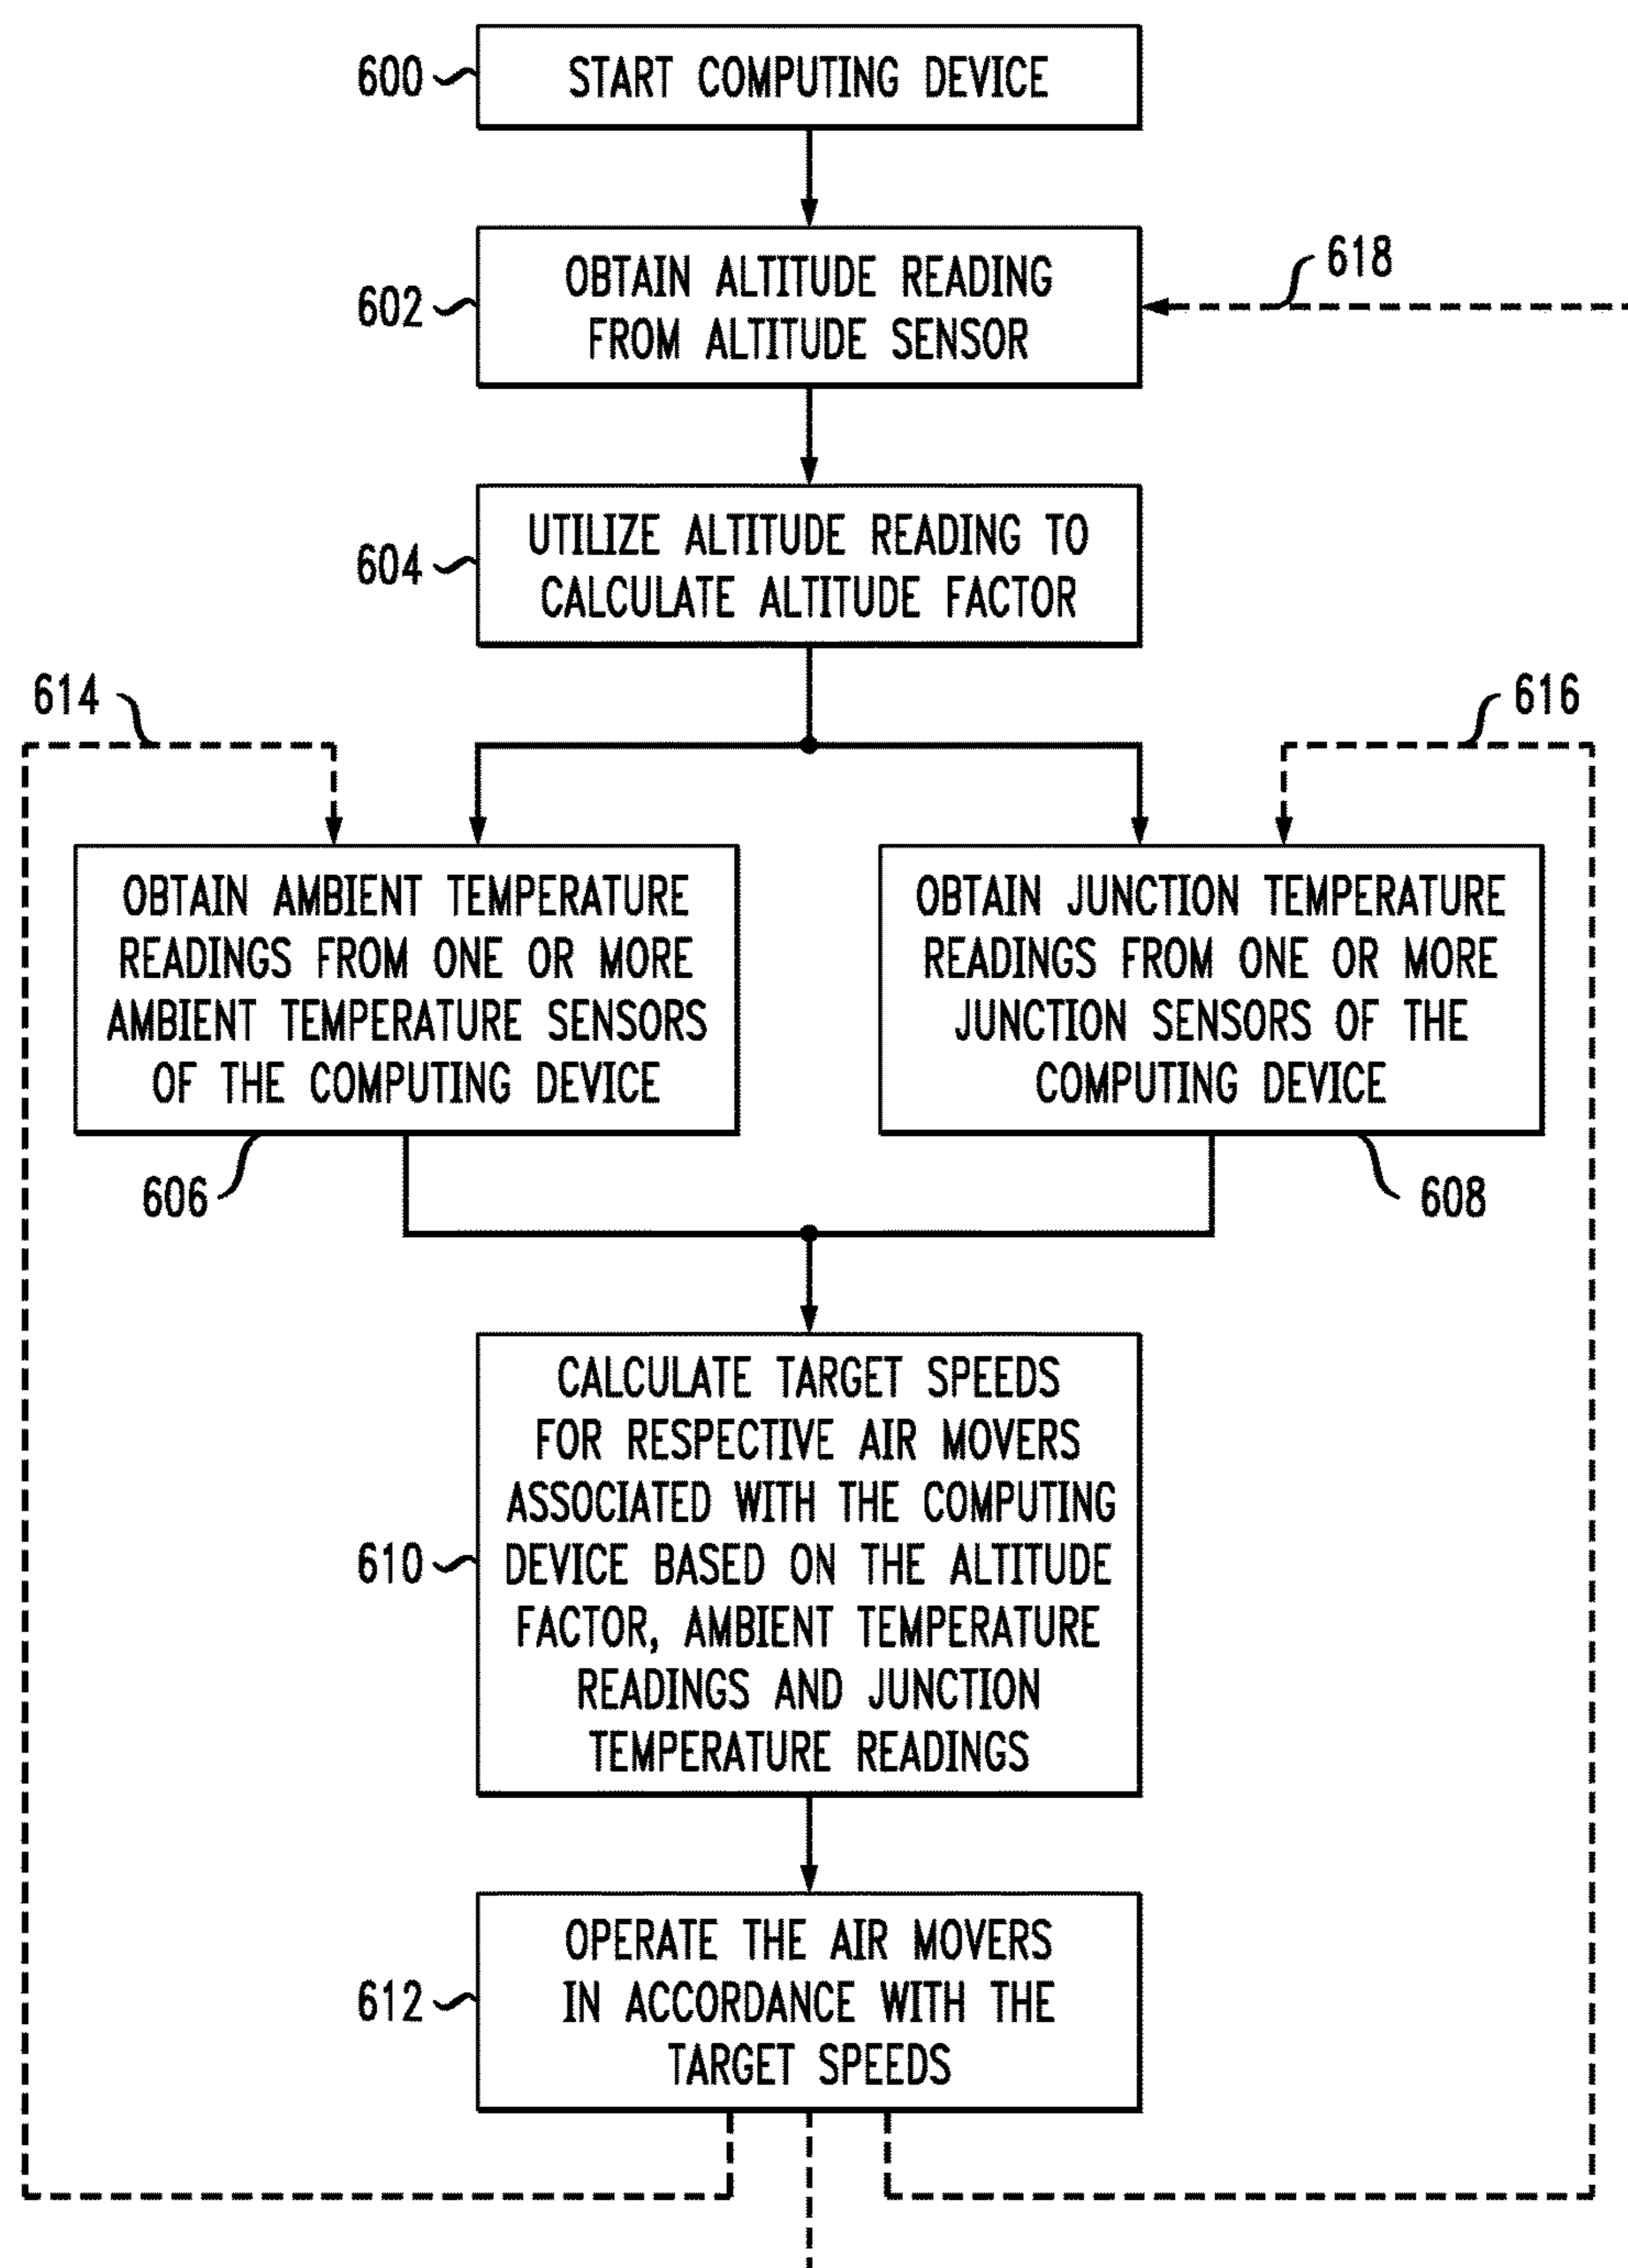 600
START COMPUTING DEVICE
602
OBTAIN ALTITUDE READING
FROM ALTITUDE SENSOR
618
604
UTILIZE ALTITUDE READING TO
CALCULATE ALTITUDE FACTOR
614
616
OBTAIN AMBIENT TEMPERATURE
READINGS FROM ONE OR MORE
AMBIENT TEMPERATURE SENSORS
OF THE COMPUTING DEVICE
606
OBTAIN JUNCTION TEMPERATURE
READINGS FROM ONE OR MORE
JUNCTION SENSORS OF THE
COMPUTING DEVICE
608
610
CALCULATE TARGET SPEEDS
FOR RESPECTIVE AIR MOVERS
ASSOCIATED WITH THE COMPUTING
DEVICE BASED ON THE ALTITUDE
FACTOR, AMBIENT TEMPERATURE
READINGS AND JUNCTION
TEMPERATURE READINGS
612
OPERATE THE AIR MOVERS
IN ACCORDANCE WITH THE
TARGET SPEEDS